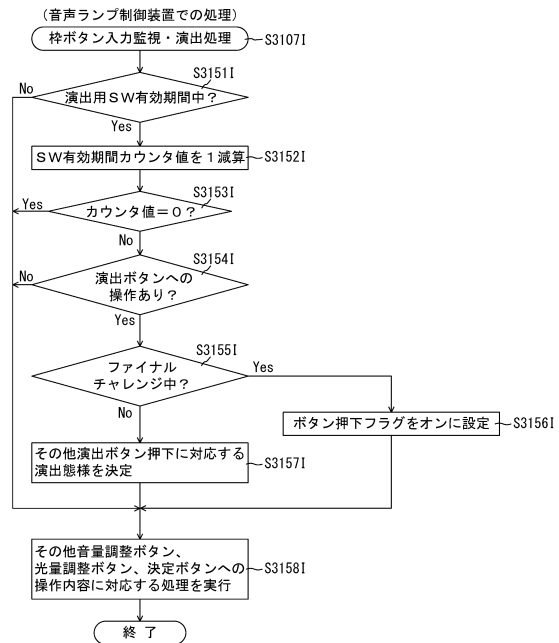 (音声ランプ制御装置での処理)
枠ボタン入力監視・演出処理
S3107I
S3151I
No
演出用SW有効期間中?
Yes
SW有効期間カウンタ値を1減算
S3152I
S3153I
Yes
カウンタ値=0?
No
S3154I
No
演出ボタンへの
操作あり?
Yes
S3155I
ファイナル
チャレンジ中?
Yes
No
ボタン押下フラグをオンに設定
S3156I
その他演出ボタン押下に対応する
演出態様を決定
S3157I
その他音量調整ボタン、
光量調整ボタン、決定ボタンへの
操作内容に対応する処理を実行
S3158I
終了